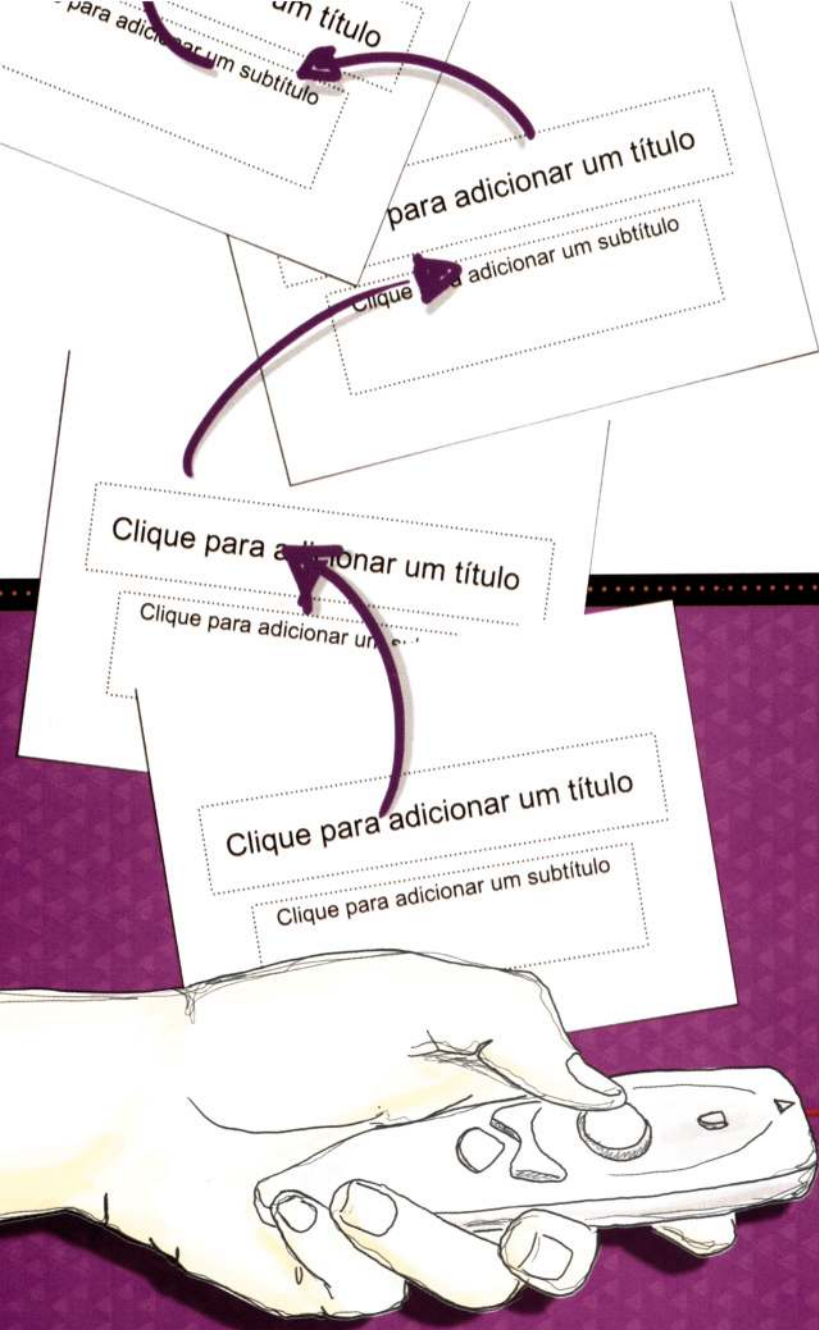 um título
para adicionar um subtítulo
para adicionar um título
Clique adicionar um subtítulo
Clique para adicionar um título
Clique para adicionar um
Clique para adicionar um título
Clique para adicionar um subtítulo